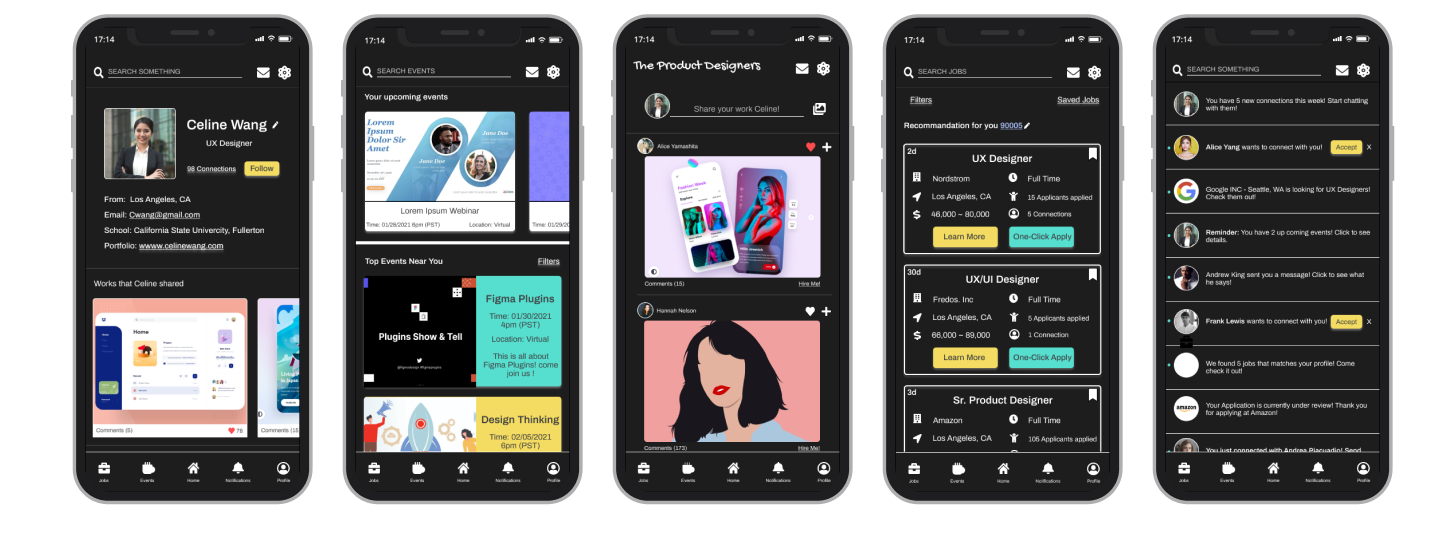 17:14
SEARCH SOMETHING
Celine Wang
UX Designer
98 Connections
Follow
From: Los Angeles, CA
Email: Cwang@gmail.com
School: California State Univercity, Fullerton
Portfolio: wwww.celinewang.com
Works that Celine shared
Home
Comments (5)
78
Comments (15
Jobs
Events
Home
Notifications
Profile
17:14
SEARCH EVENTS
Your upcoming events
Lorem
Ipsum
Dolor Sir
Amet
Jane Doe
Jane Doe
Lorem Ipsum Webinar
Time: 01/28/2021 6pm (PST)
Location: Virtual
Time: 01/29/20
Top Events Near You
Filters
Plugins Show & Tell
Figma Plugins
Time: 01/30/2021
4pm (PST)
Location: Virtual
This is all about
Figma Plugins! come
join us !
Design Thinking
Time: 02/05/2021
6pm (PST)
Jobs
Events
Home
Notifications
Profile
17:14
The Product Designers
Share your work Celine!
Alice Yamashita
Fashion Week
Explore
Comments (15)
Hire Me!
Hannah Nelson
Comments (173)
Hire Me!
Jobs
Events
Home
Notifications
Profile
17:14
SEARCH JOBS
Filters
Saved Jobs
Recommandation for you 90005
2d
UX Designer
Nordstrom
Full Time
Los Angeles, CA
15 Applicants applied
46,000 ~ 80,000
5 Connections
Learn More
One-Click Apply
30d
UX/UI Designer
Fredos. Inc
Full Time
Los Angeles, CA
5 Applicants applied
66,000 ~ 89,000
1 Connection
Learn More
One-Click Apply
3d
Sr. Product Designer
Amazon
Full Time
Los Angeles, CA
105 Applicants applied
Jobs
Events
Home
Notifications
Profile
17:14
SEARCH SOMETHING
You have 5 new connections this week! Start chatting
with them!
Alice Yang wants to connect with you!
Accept
X
Google INC - Seattle, WA is looking for UX Designers!
Check them out!
Reminder: You have 2 up coming events! Click to see
details.
Andrew King sent you a message! Click to see what
he says!
Frank Lewis wants to connect with you!
Accept
X
We found 5 jobs that matches your profile! Come
check it out!
amazon
Your Application is currently under review! Thank you
for applying at Amazon!
You just connected with Andrea Piacuadio! Send
Jobs
Events
Home
Notifications
Profile